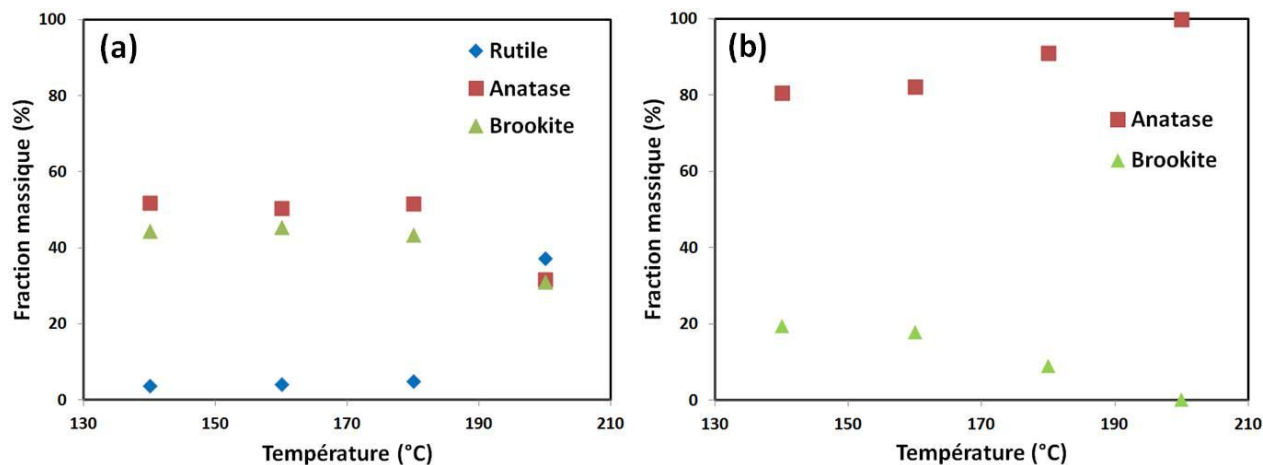 (a)
Rutile
Anatase
Brookite
Fraction massique (%)
100
80
60
40
20
0
130
150
170
190
210
Température (°C)
(b)
Anatase
Brookite
Fraction massique (%)
100
80
60
40
20
0
130
150
170
190
210
Température (°C)